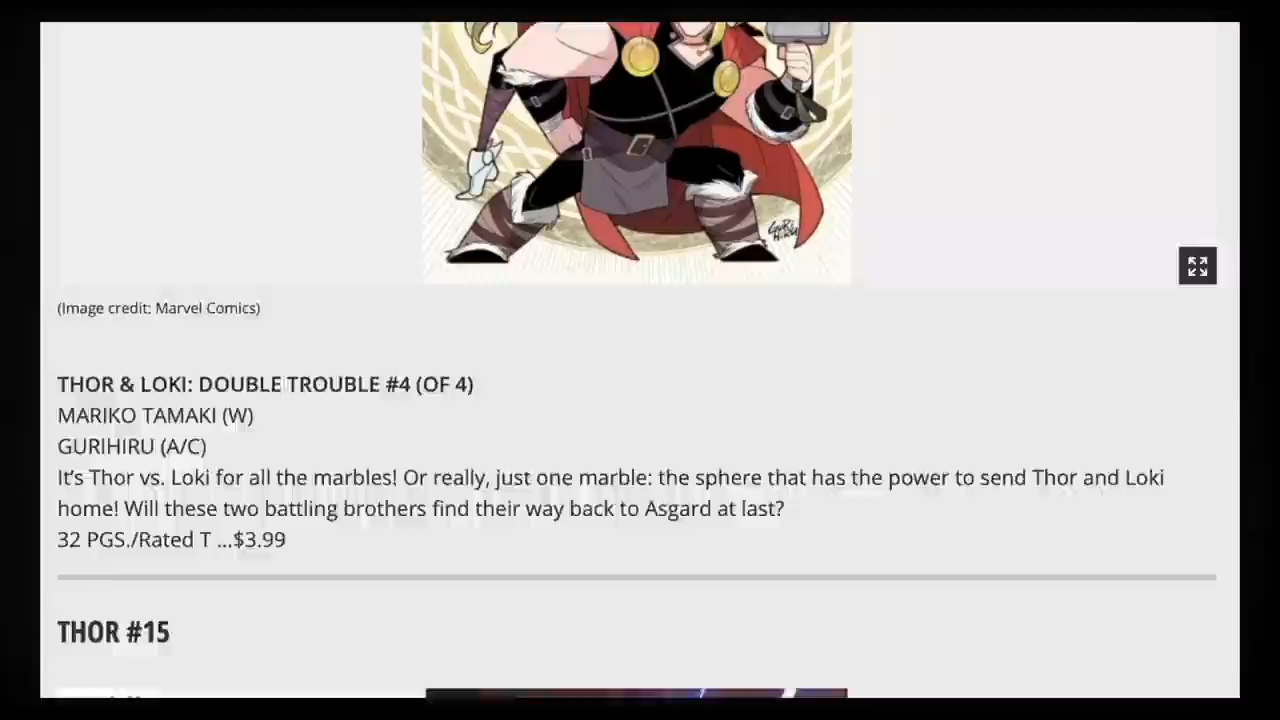 GURI
HIRU
(Image credit: Marvel Comics)
THOR & LOKI: DOUBLE TROUBLE #4 (OF 4)
MARIKO TAMAKI (W)
GURIHIRU (A/C)
It's Thor vs. Loki for all the marbles! Or really, just one marble: the sphere that has the power to send Thor and Loki
home! Will these two battling brothers find their way back to Asgard at last?
32 PGS./Rated T ...$3.99
THOR #15